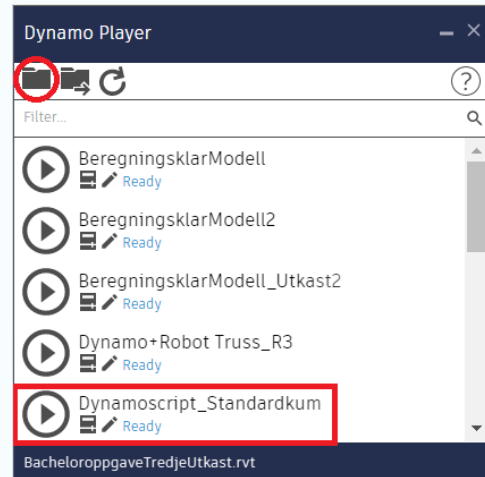 Dynamo Player
Filter...
BeregningsklarModell
Ready
BeregningsklarModell2
Ready
BeregningsklarModell_Utkast2
Ready
Dynamo+Robot Truss_R3
Ready
Dynamoscript_Standardkum
Ready
BacheloroppgaveTredjeUtkast.rvt